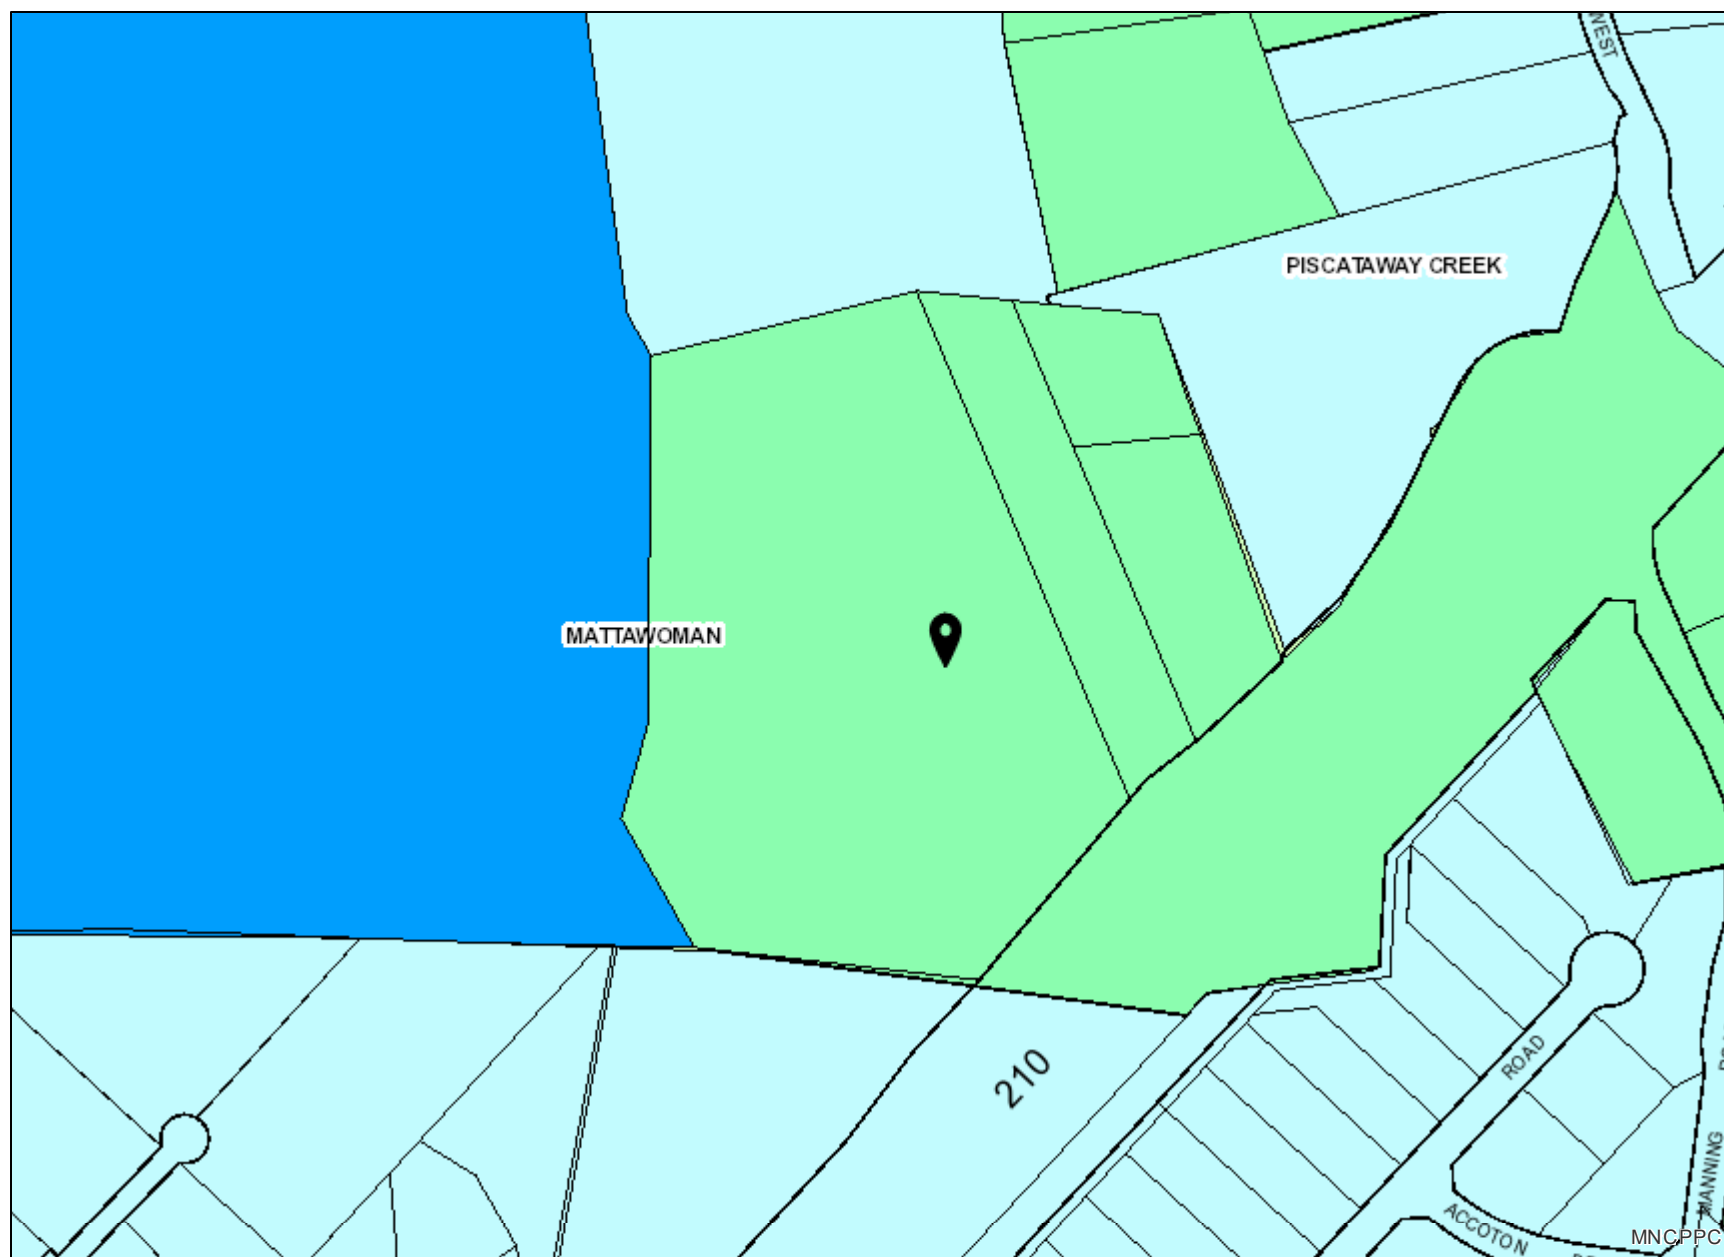 WEST
PISCATAWAY CREEK
MATTAWOMAN
210
ROAD
MANNING
ACCOTON
MNCPPC